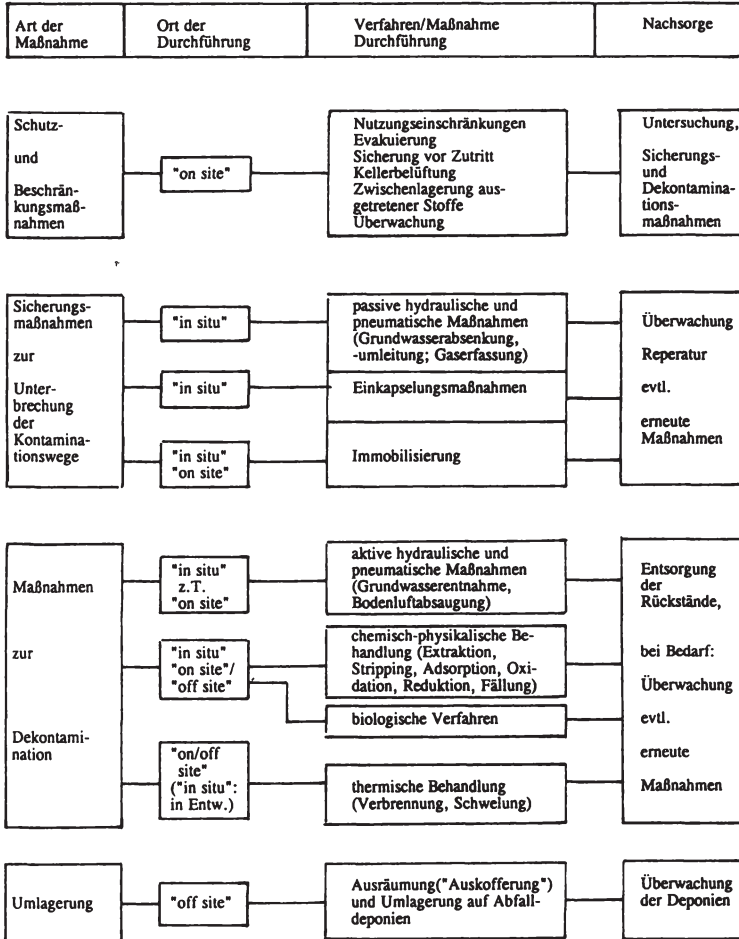 Art der
Maßnahme
Ort der
Durchführung
Verfahren/Maßnahme
Durchführung
Nachsorge
Schutz-
und
Beschrän-
kungsmaß-
nahmen
"on site"
Nutzungseinschränkungen
Evakuierung
Sicherung vor Zutritt
Kellerbelüftung
Zwischenlagerung aus-
getretener Stoffe
Überwachung
Untersuchung,
Sicherungs-
und
Dekontamina-
tions-
maßnahmen
Sicherungs-
maßnahmen
zur
Unter-
brechung
der
Kontamina-
tionswege
"in situ"
passive hydraulische und
pneumatische Maßnahmen
(Grundwasserabsenkung,
-umleitung; Gaserfassung)
"in situ"
Einkapselungsmaßnahmen
"in situ"
"on site"
Immobilisierung
Überwachung
Reperatur
evtl.
erneute
Maßnahmen
Maßnahmen
zur
Dekontami-
nation
"in situ"
z.T.
"on site"
aktive hydraulische und
pneumatische Maßnahmen
(Grundwasserentnahme,
Bodenluftabsaugung)
"in situ"
"on site"/
"off site"
chemisch-physikalische Be-
handlung (Extraktion,
Stripping, Adsorption, Oxi-
dation, Reduktion, Fällung)
biologische Verfahren
"on/off
site"
("in situ":
in Entw.)
thermische Behandlung
(Verbrennung, Schwelung)
Entsorgung
der
Rückstände,
bei Bedarf:
Überwachung
evtl.
erneute
Maßnahmen
Umlagerung
"off site"
Ausräumung("Auskofferung")
und Umlagerung auf Abfall-
deponien
Überwachung
der Deponien